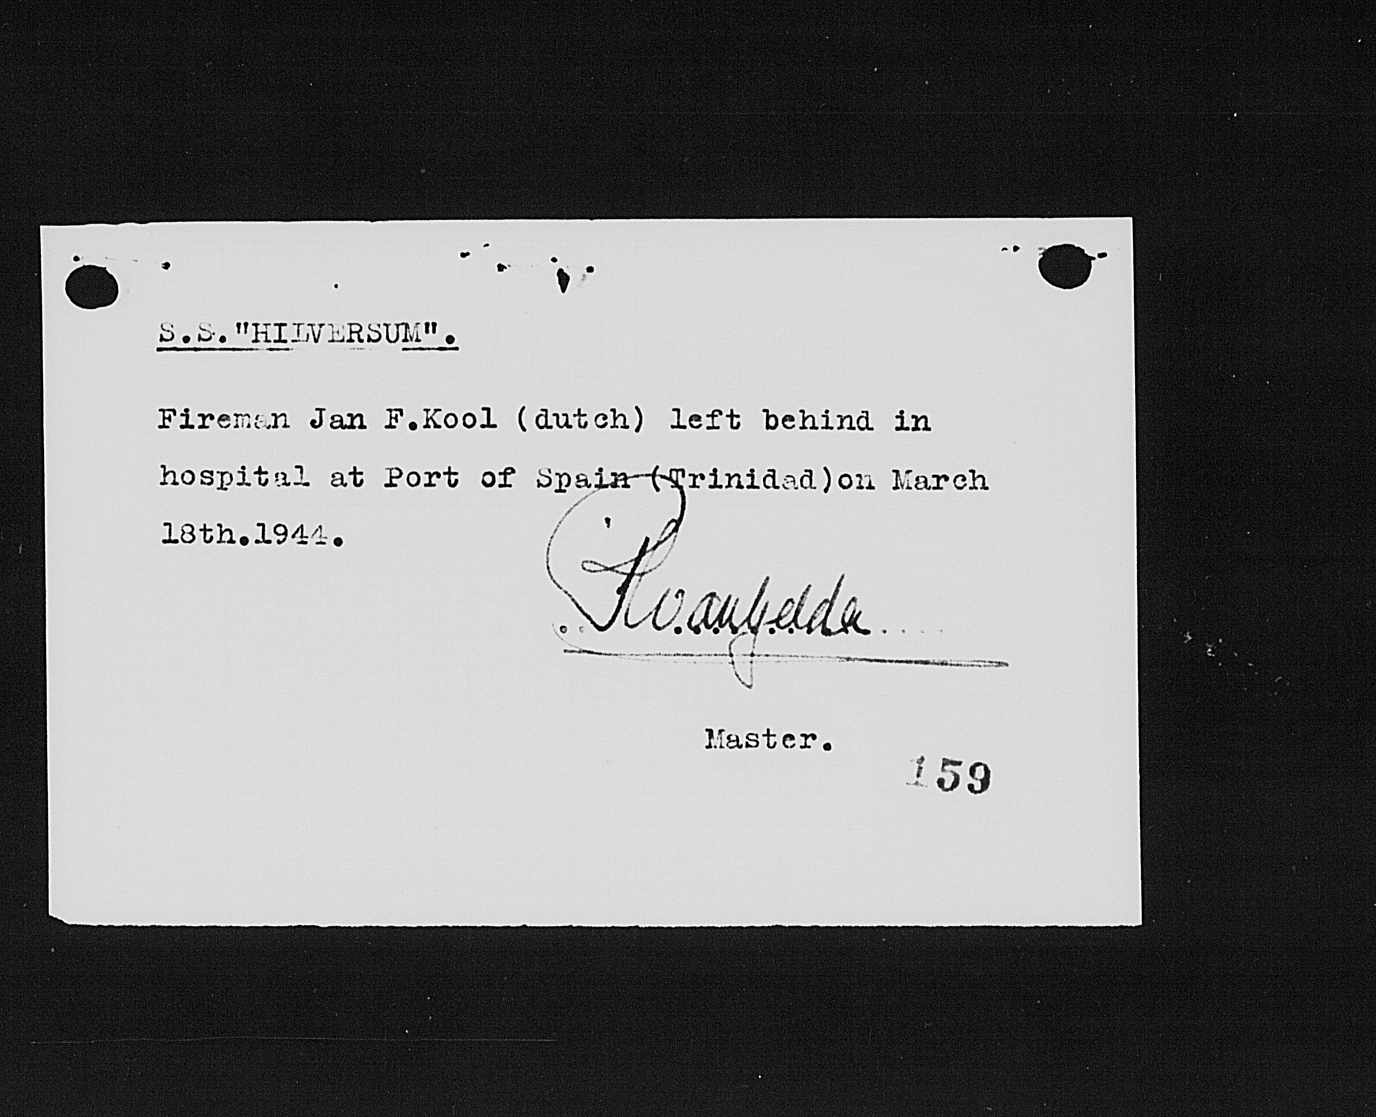 S.S."HILVERSUM".
Fireman Jan F.Kool (dutch) left behind in
hospital at Port of Spain (Trinidad)on March
18th.1944.
Master.
159